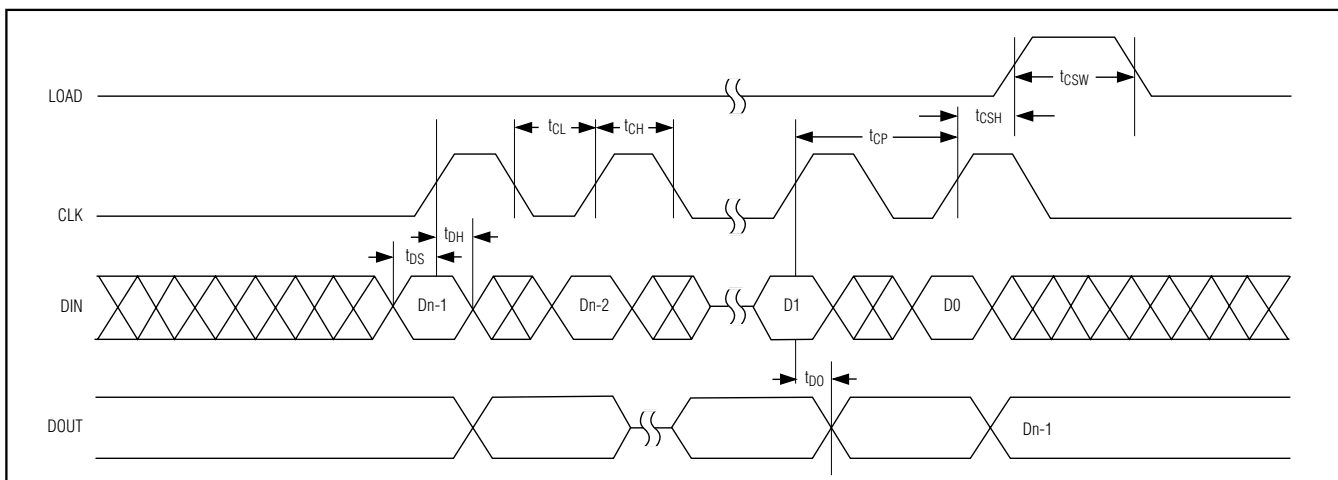 LOAD
tCSW
tCSH
tCL
tCH
tCP
CLK
tDS
tDH
DIN
Dn-1
Dn-2
D1
D0
tDO
DOUT
Dn-1